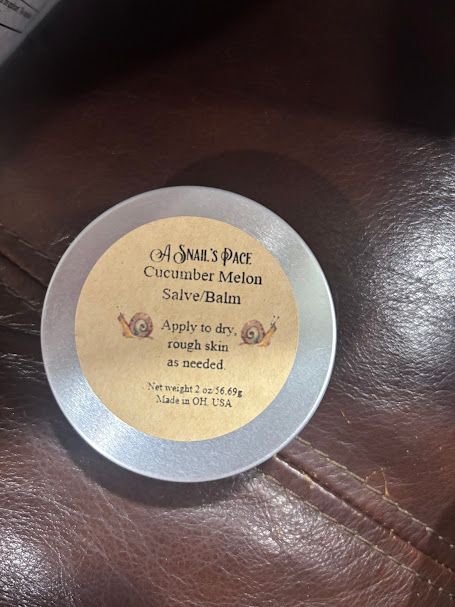 A Snail's Pace
Cucumber Melon
Salve/Balm
Apply to dry,
rough skin
as needed.
Net weight 2 oz/56.69g
Made in OH, USA